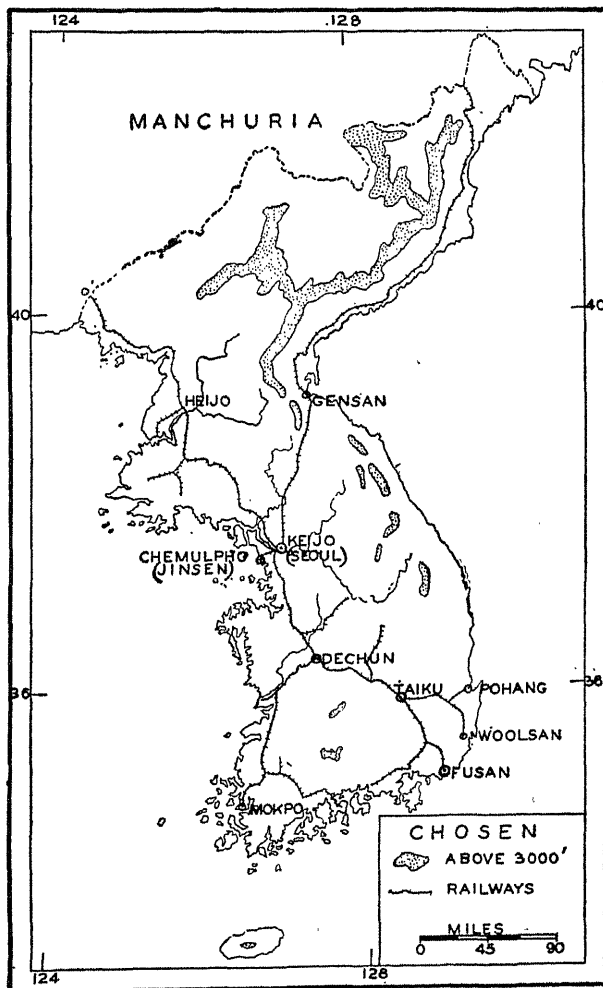 124
128
MANCHURIA
40
40
HEIJO
GENSAN
KEIJO
(SEOUL)
CHEMULPHO
(JINSEN)
DECHUN
36
36
TAIKU
POHANG
WOOLSAN
FUSAN
MOKPO
CHOSEN
ABOVE 3000'
RAILWAYS
MILES
0 45 90
124
128